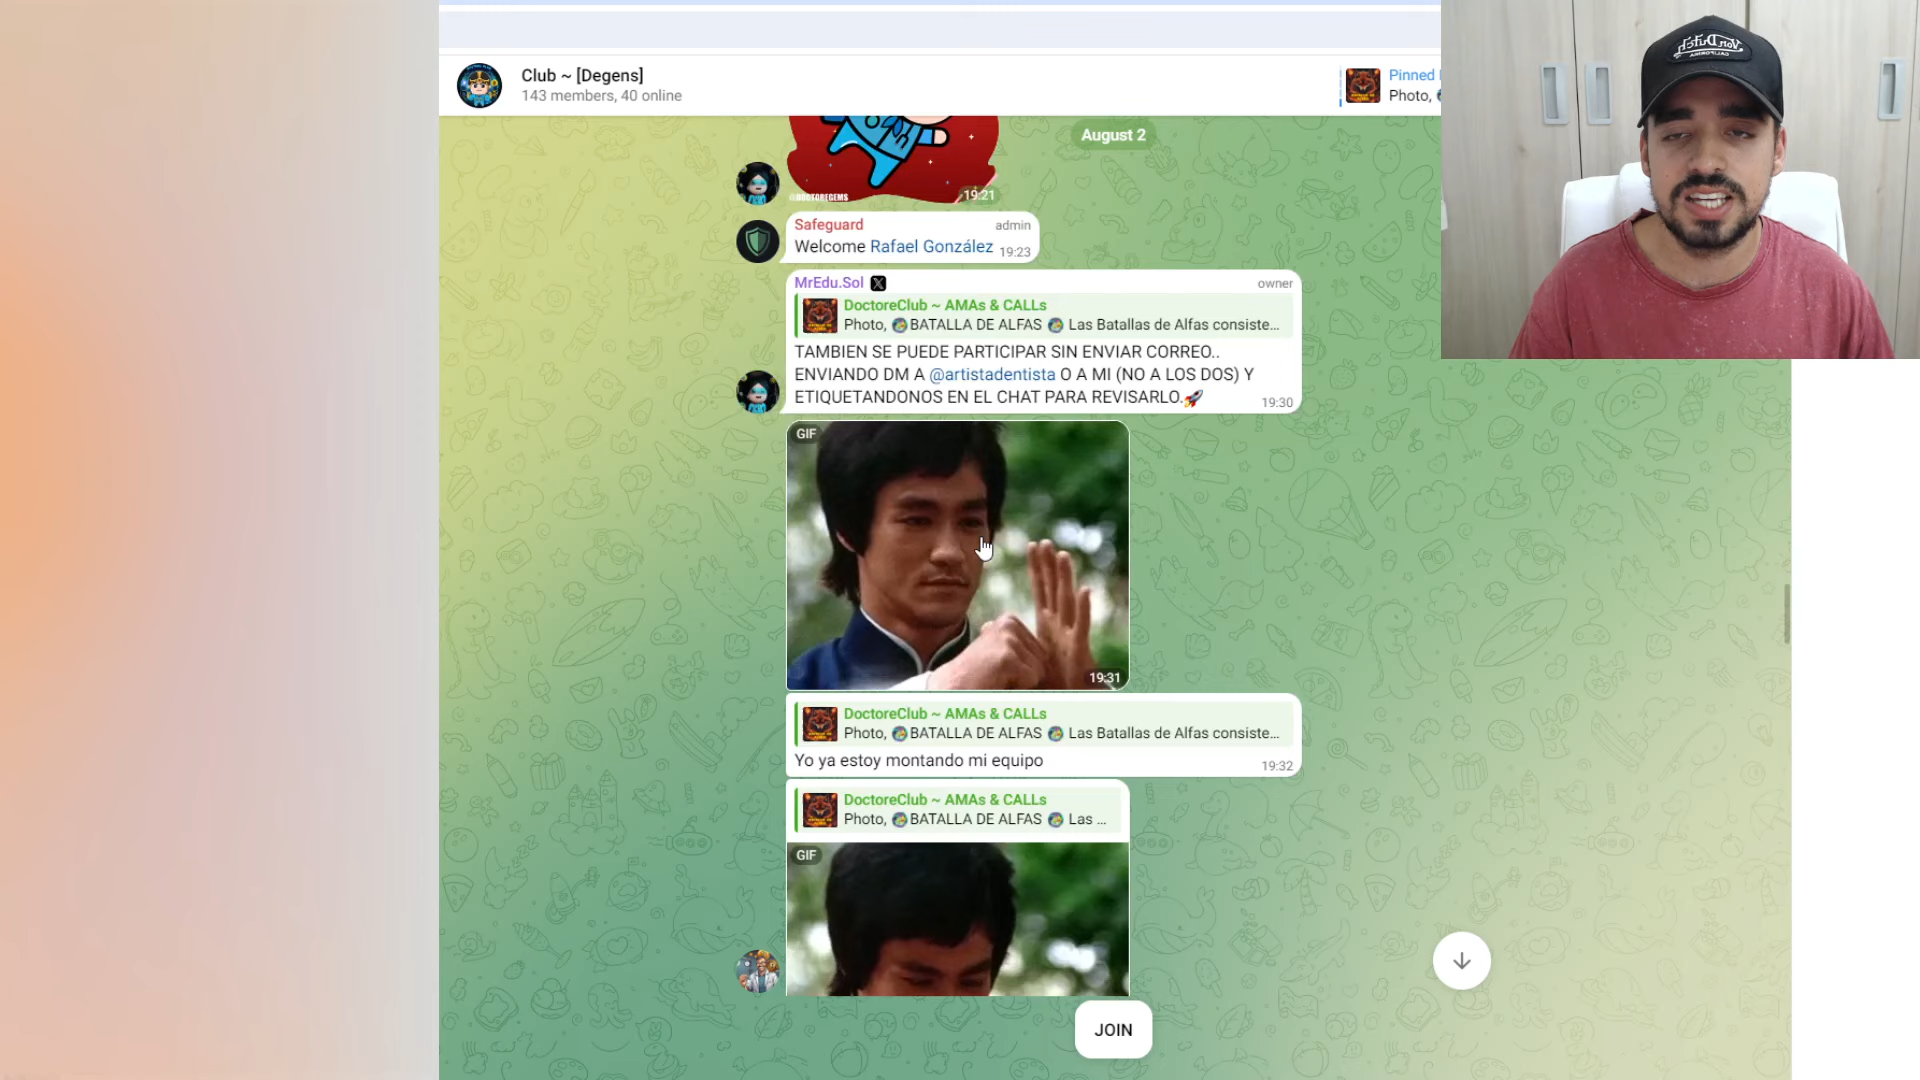 Club ~ [Degens]
143 members, 40 online
Pinned
Photo,
Von Dutch
CALIFORNIA
August 2
@DOCTOREGEMS
19:21
Safeguard admin
Welcome Rafael González 19:23
MrEdu.Sol X owner
DoctoreClub ~ AMAs & CALLs
Photo, BATALLA DE ALFAS Las Batallas de Alfas consiste...
TAMBIEN SE PUEDE PARTICIPAR SIN ENVIAR CORREO..
ENVIANDO DM A @artistadentista O A MI (NO A LOS DOS) Y
ETIQUETANDONOS EN EL CHAT PARA REVISARLO. 19:30
GIF
19:31
DoctoreClub ~ AMAs & CALLs
Photo, BATALLA DE ALFAS Las Batallas de Alfas consiste...
Yo ya estoy montando mi equipo 19:32
DoctoreClub ~ AMAs & CALLs
Photo, BATALLA DE ALFAS Las ...
GIF
JOIN